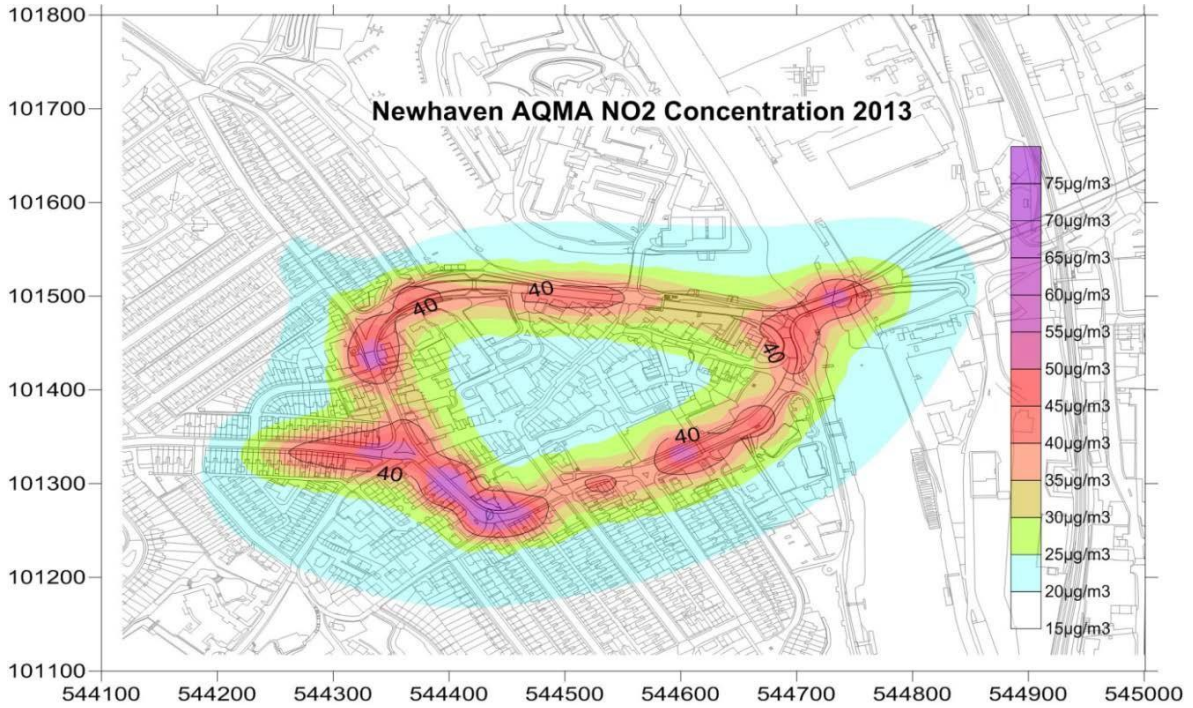 101800
101700
101600
101500
101400
101300
101200
101100
Newhaven AQMA NO2 Concentration 2013
40
40
40
40
40
75µg/m3
70µg/m3
65µg/m3
60µg/m3
55µg/m3
50µg/m3
45µg/m3
40µg/m3
35µg/m3
30µg/m3
25µg/m3
20µg/m3
15µg/m3
544100 544200 544300 544400 544500 544600 544700 544800 544900 545000